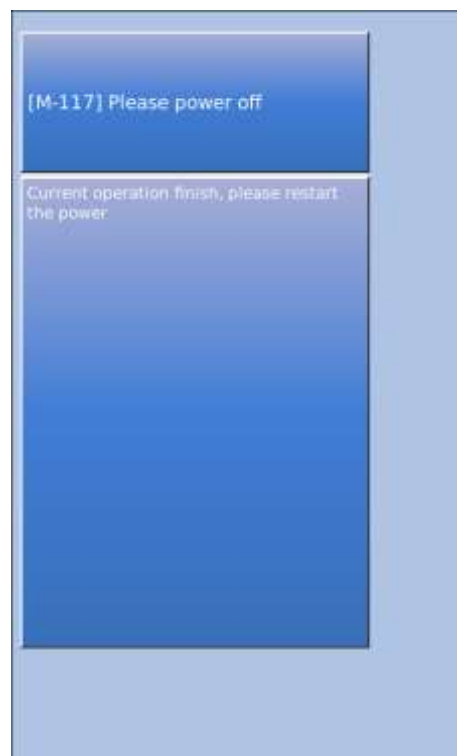 [M-117] Please power off
Current operation finish, please restart
the power